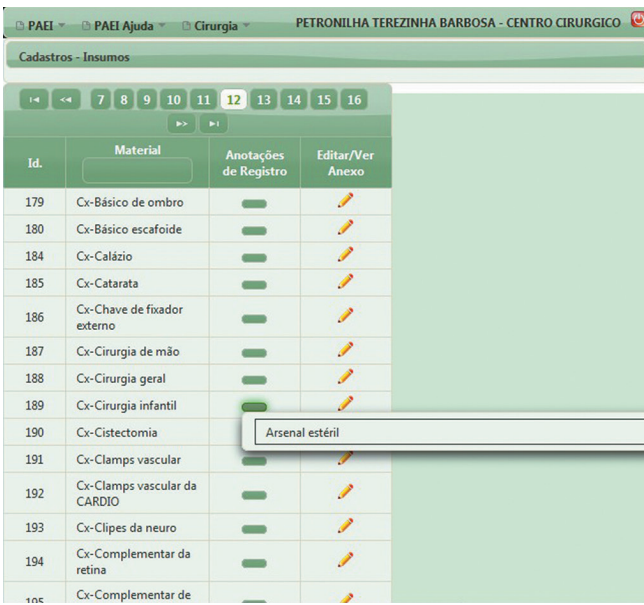 PAEI PAEI Ajuda Cirurgia PETRONILHA TEREZINHA BARBOSA - CENTRO CIRURGICO
Cadastros - Insumos
7 8 9 10 11 12 13 14 15 16
Id. Material Anotações de Registro Editar/Ver Anexo
179 Cx-Básico de ombro
180 Cx-Básico escafoide
184 Cx-Calázio
185 Cx-Catarata
186 Cx-Chave de fixador
externo
187 Cx-Cirurgia de mão
188 Cx-Cirurgia geral
189 Cx-Cirurgia infantil
190 Cx-Cistectomia Arsenal estéril
191 Cx-Clamps vascular
192 Cx-Clamps vascular da
CARDIO
193 Cx-Clipes da neuro
194 Cx-Complementar da
retina
195 Cx-Complementar de